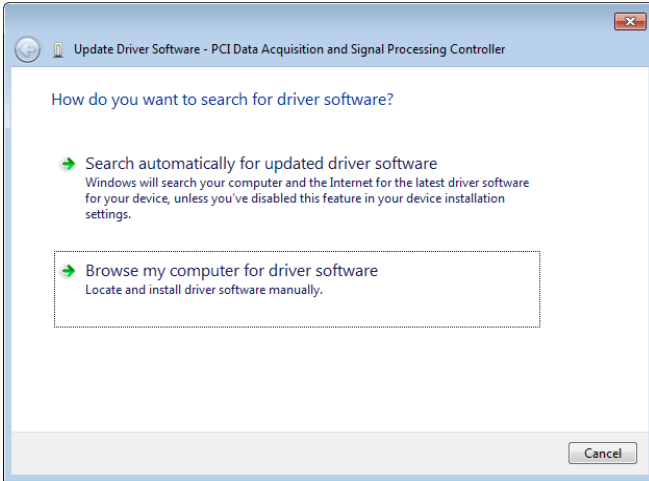 Update Driver Software - PCI Data Acquisition and Signal Processing Controller
How do you want to search for driver software?
Search automatically for updated driver software
Windows will search your computer and the Internet for the latest driver software
for your device, unless you've disabled this feature in your device installation
settings.
Browse my computer for driver software
Locate and install driver software manually.
Cancel